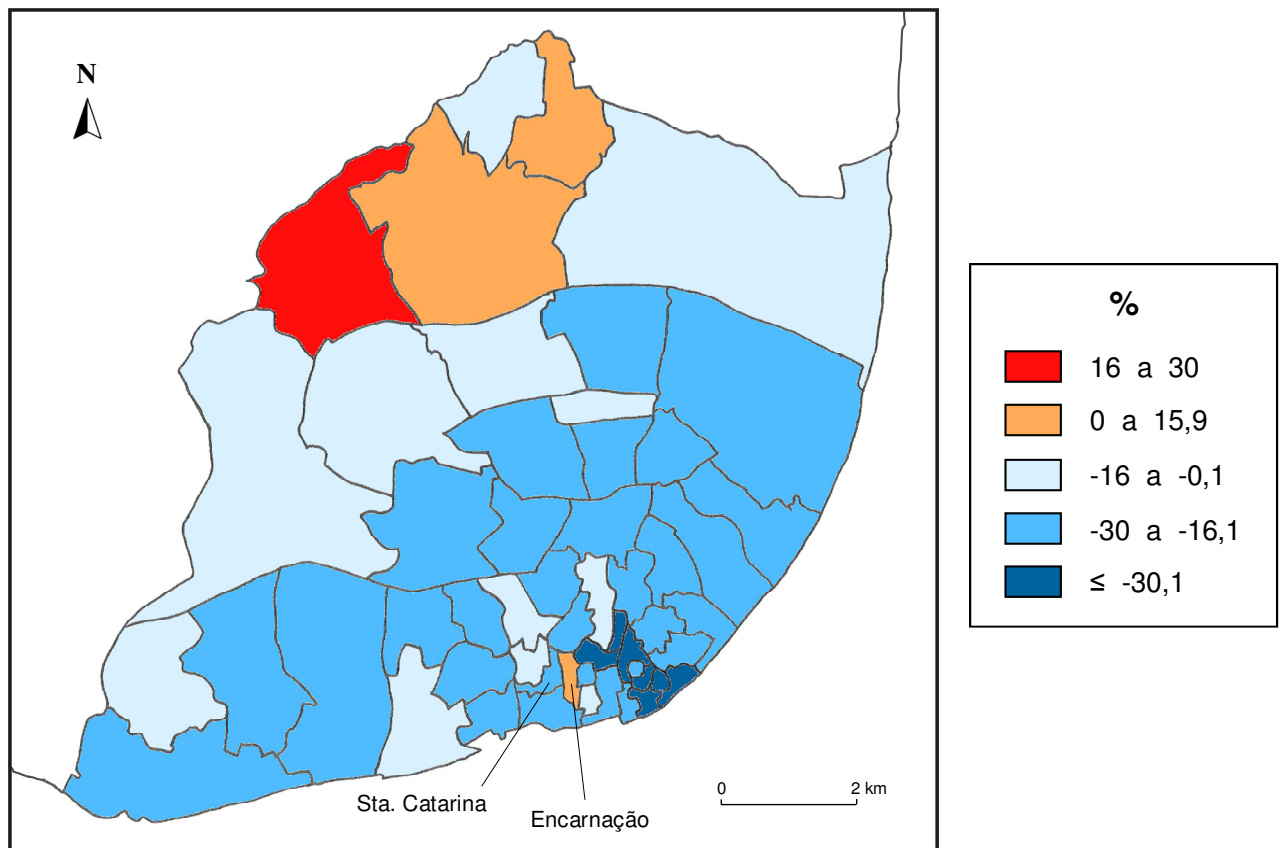 N
%
16 a 30
0 a 15,9
-16 a -0,1
-30 a -16,1
≤ -30,1
0 2 km
Sta. Catarina
Encarnação